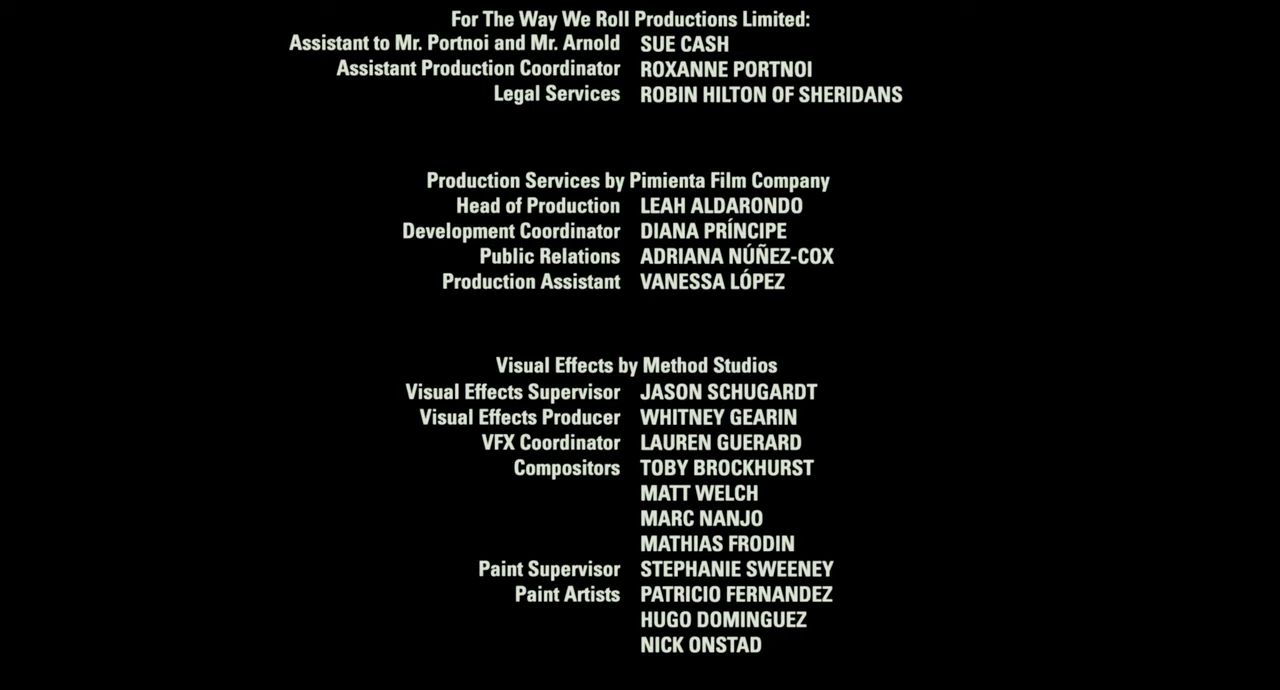 For The Way We Roll Productions Limited:
Assistant to Mr. Portnoi and Mr. Arnold SUE CASH
Assistant Production Coordinator ROXANNE PORTNOI
Legal Services ROBIN HILTON OF SHERIDANS
Production Services by Pimienta Film Company
Head of Production LEAH ALDARONDO
Development Coordinator DIANA PRÍNCIPE
Public Relations ADRIANA NÚÑEZ-COX
Production Assistant VANESSA LÓPEZ
Visual Effects by Method Studios
Visual Effects Supervisor JASON SCHUGARDT
Visual Effects Producer WHITNEY GEARIN
VFX Coordinator LAUREN GUERARD
Compositors TOBY BROCKHURST
MATT WELCH
MARC NANJO
MATHIAS FRODIN
Paint Supervisor STEPHANIE SWEENEY
Paint Artists PATRICIO FERNANDEZ
HUGO DOMINGUEZ
NICK ONSTAD